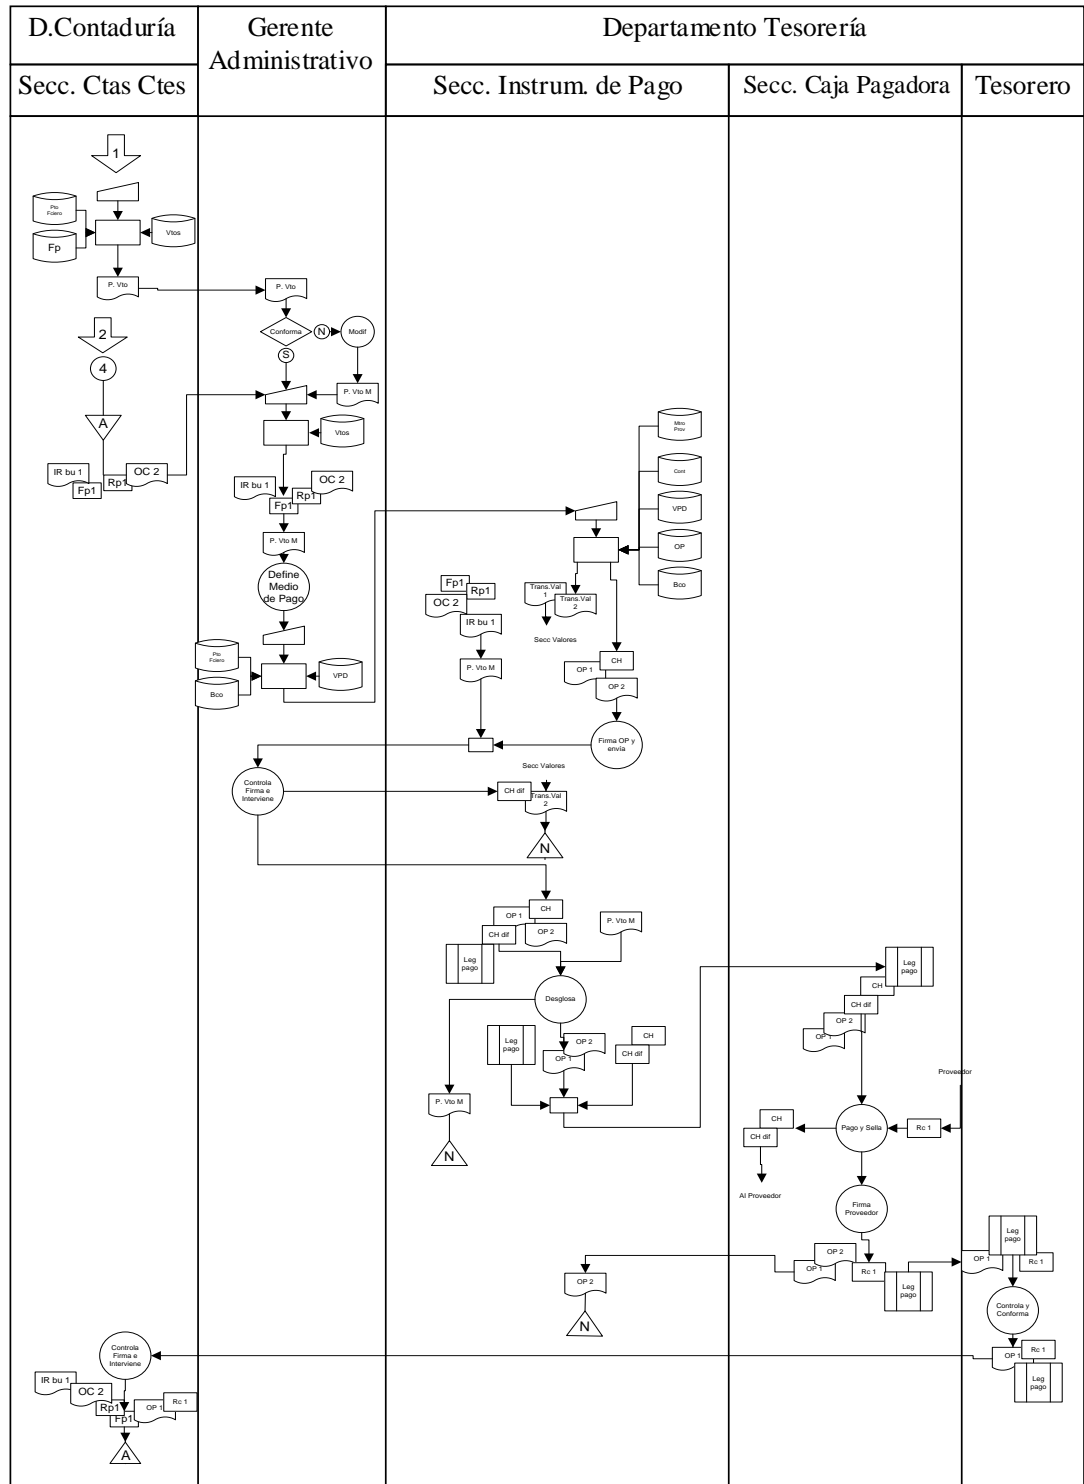 D.Contaduría
Gerente
Administrativo
Departamento Tesorería
Secc. Ctas Ctes
Secc. Instrum. de Pago
Secc. Caja Pagadora
Tesorero
1
Pto
Fciero
Fp
Vtos
P. Vto
P. Vto
Conforma
N
Modif
S
2
4
P. Vto M
A
Vtos
Mtro
Prov
Cont
VPD
OP
Bco
IR bu 1
Fp1
Rp1
OC 2
IR bu 1
Fp1
Rp1
OC 2
P. Vto M
Define
Medio
de Pago
Pto
Fciero
Bco
VPD
Fp1
Rp1
OC 2
IR bu 1
P. Vto M
Trans.Val
1
Trans.Val
2
Secc Valores
CH
OP 1
OP 2
Firma OP y
envía
Controla
Firma e
Interviene
Secc Valores
CH dif
Trans.Val
2
N
CH
OP 1
OP 2
CH dif
Leg
pago
P. Vto M
Desglosa
Leg
pago
OP 2
OP 1
CH
CH dif
P. Vto M
N
Leg
pago
CH
CH dif
OP 2
OP 1
Proveedor
CH
CH dif
Pago y Sella
Rc 1
Al Proveedor
Firma
Proveedor
OP 2
OP 1
Rc 1
Leg
pago
OP 2
N
Leg
pago
OP 1
Rc 1
Controla y
Conforma
Rc 1
OP 1
Leg
pago
Controla
Firma e
Interviene
IR bu 1
OC 2
Rp1
Fp1
OP 1
Rc 1
A